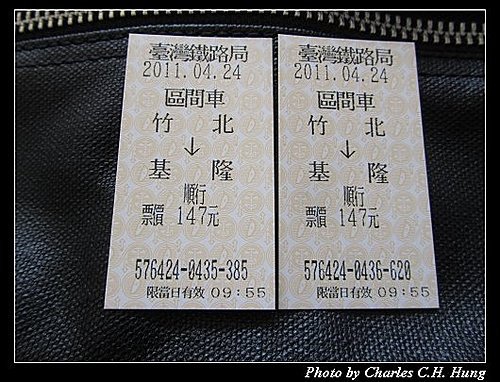 臺灣鐵路局
2011.04.24
區間車
竹 北
↓
基 隆
順行
票價 147元
576424-0435-385
限當日有效 09:55
臺灣鐵路局
2011.04.24
區間車
竹 北
↓
基 隆
順行
票價 147元
576424-0436-620
限當日有效 09:55
Photo by Charles C.H. Hung